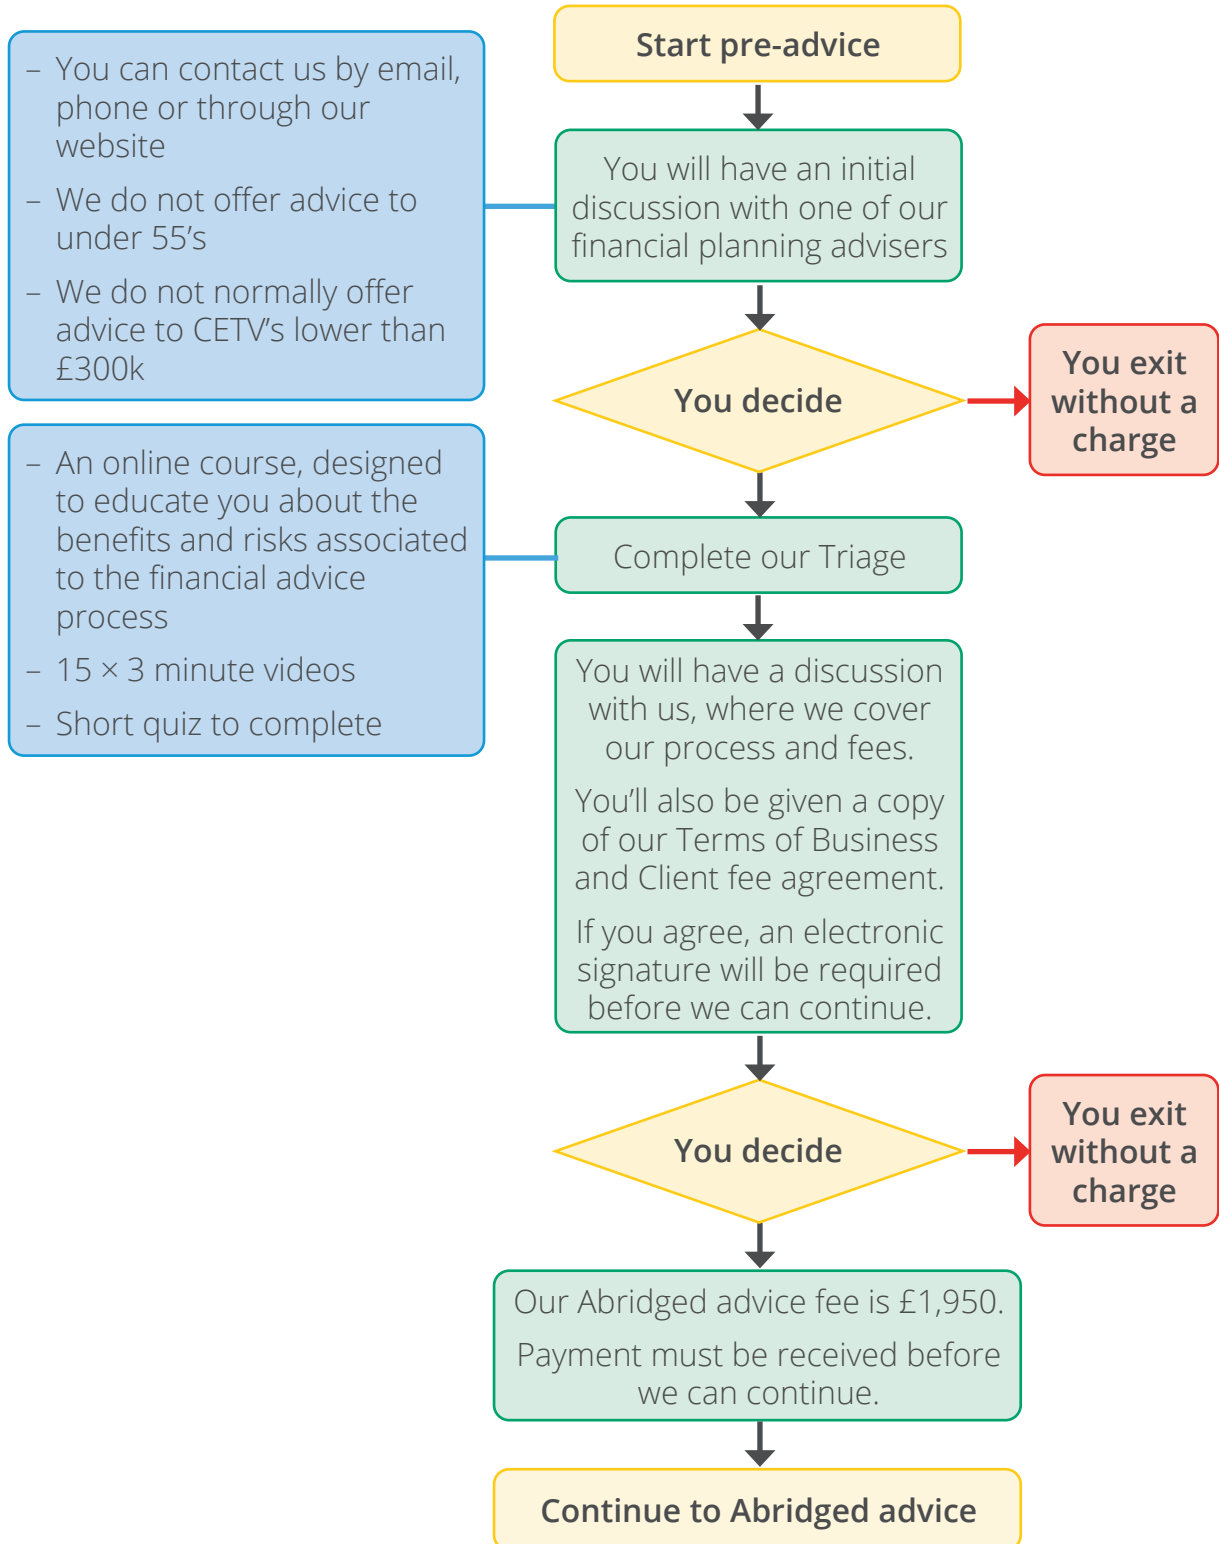 Start pre-advice
– You can contact us by email,
phone or through our
website
– We do not offer advice to
under 55’s
– We do not normally offer
advice to CETV’s lower than
£300k
You will have an initial
discussion with one of our
financial planning advisers
You decide
You exit
without a
charge
– An online course, designed
to educate you about the
benefits and risks associated
to the financial advice
process
– 15 × 3 minute videos
– Short quiz to complete
Complete our Triage
You will have a discussion
with us, where we cover
our process and fees.
You’ll also be given a copy
of our Terms of Business
and Client fee agreement.
If you agree, an electronic
signature will be required
before we can continue.
You decide
You exit
without a
charge
Our Abridged advice fee is £1,950.
Payment must be received before
we can continue.
Continue to Abridged advice